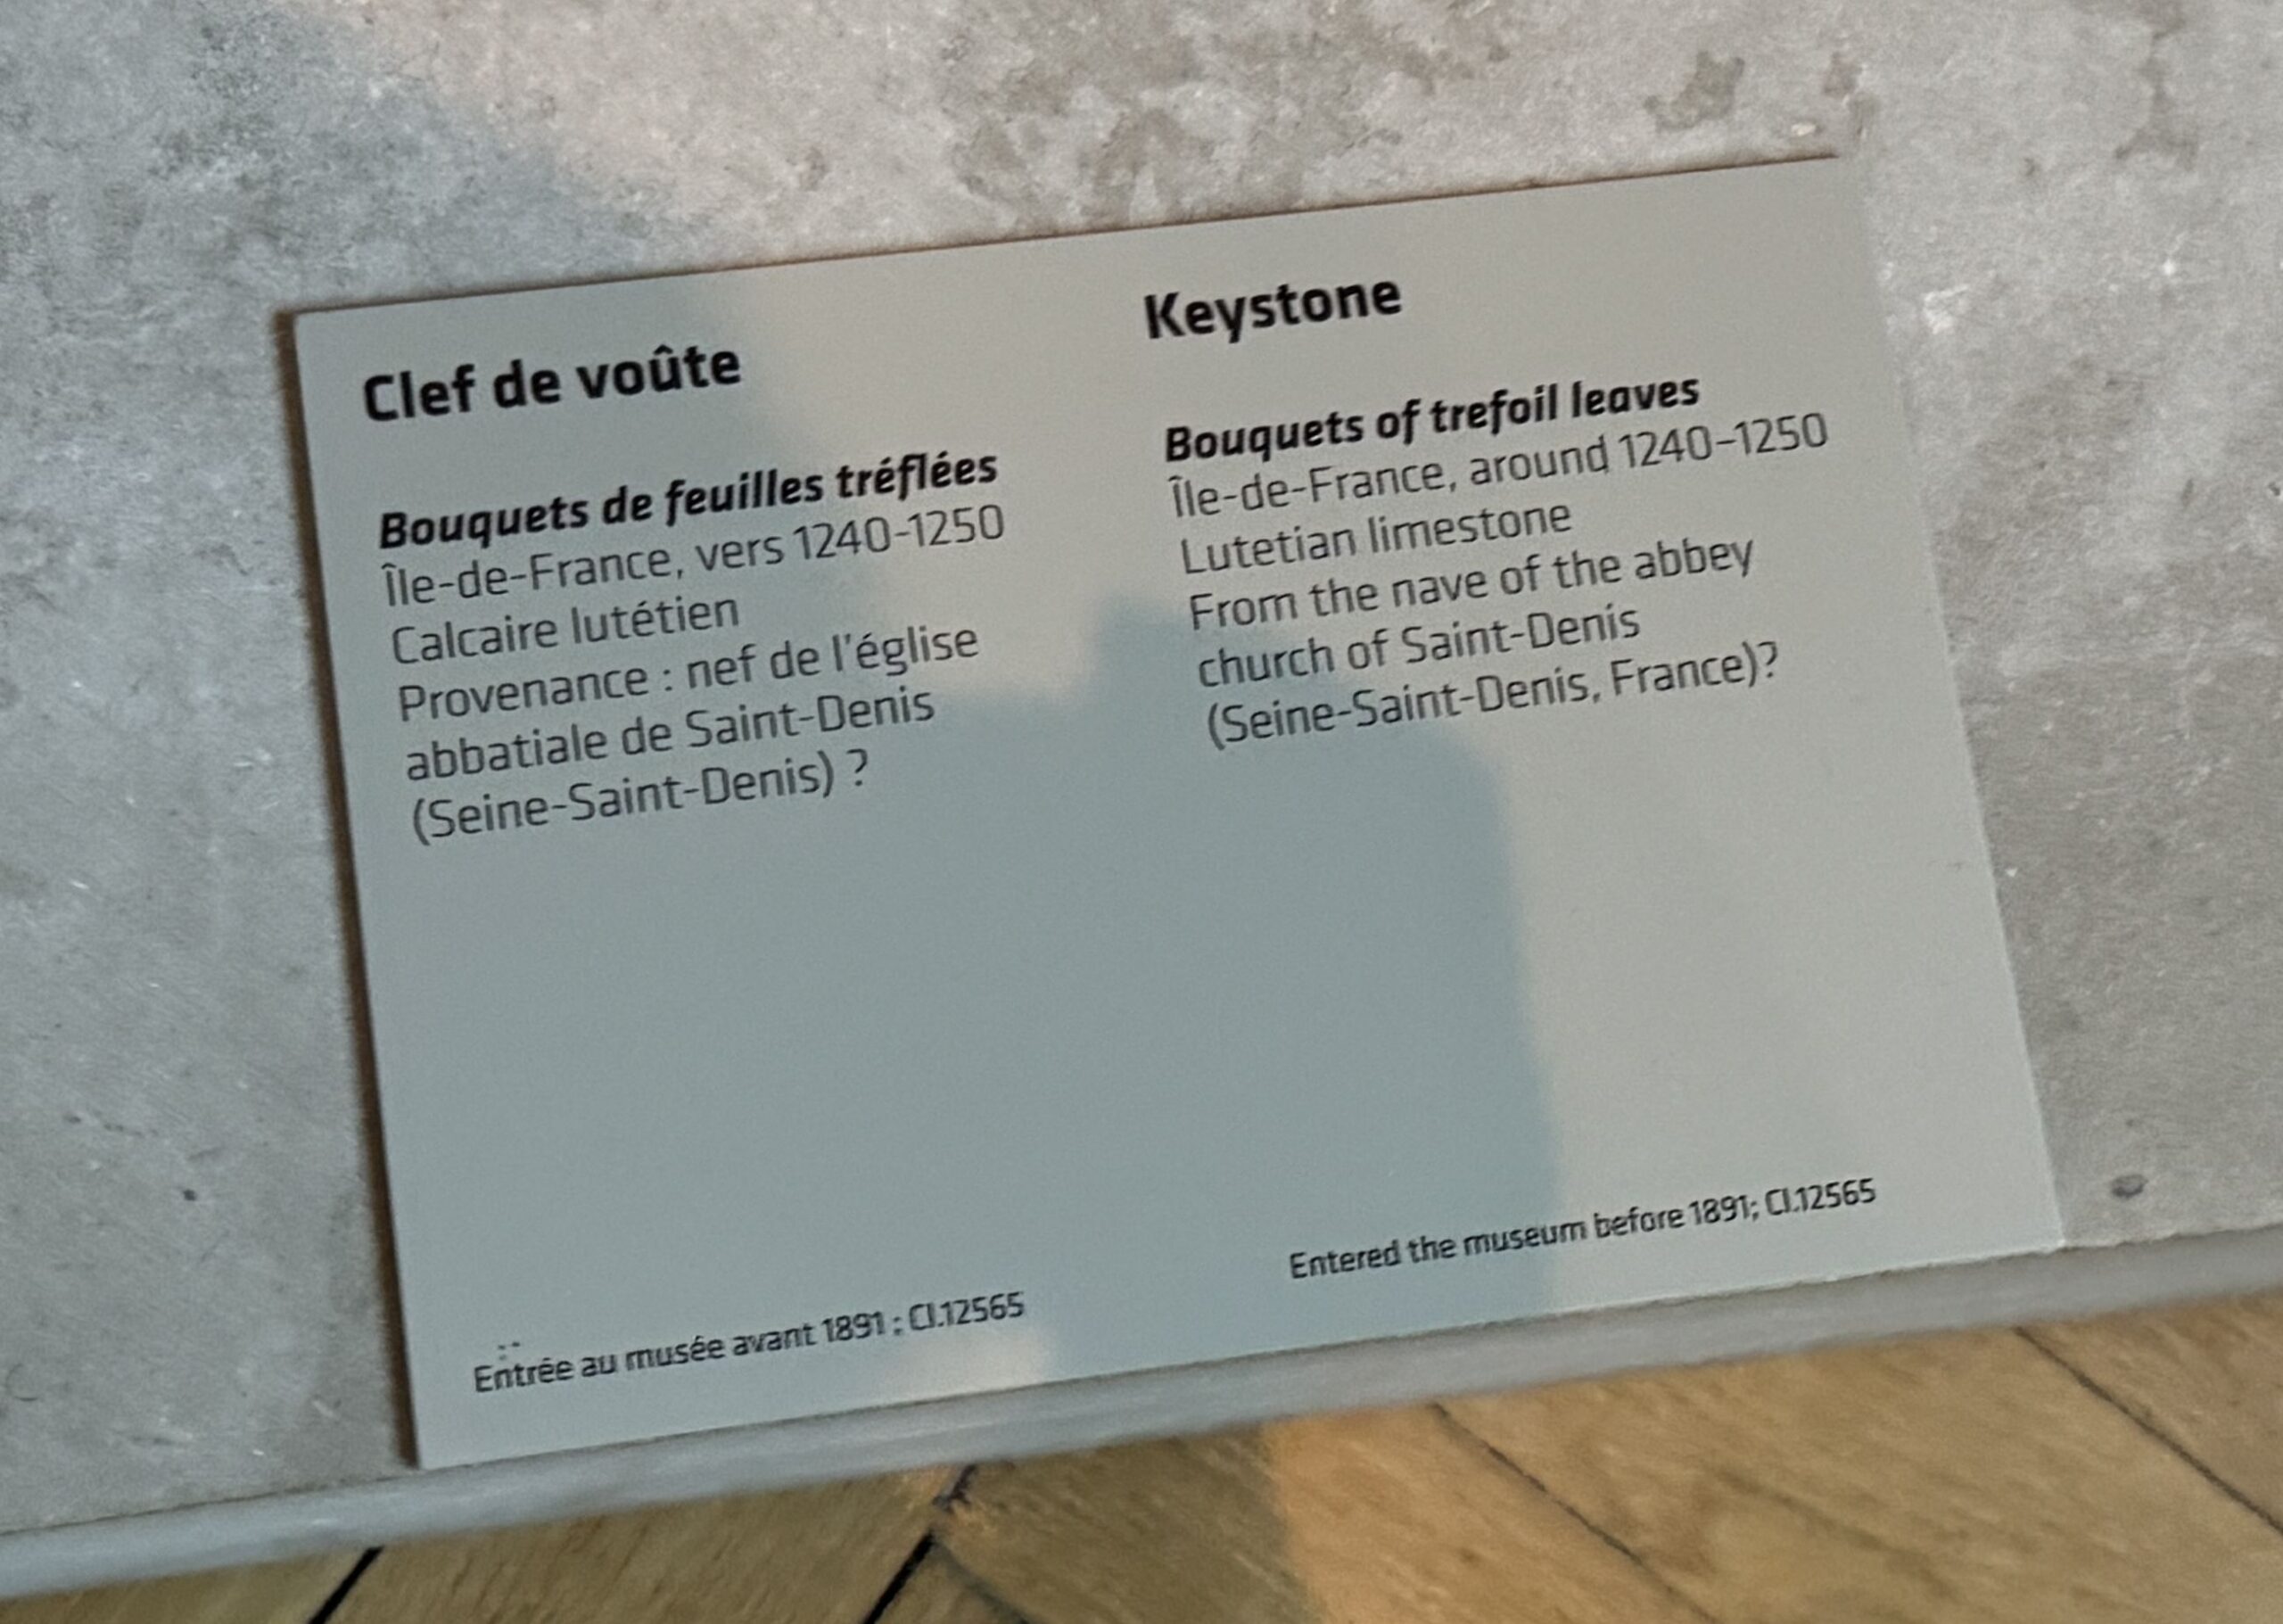 Clef de voûte
Bouquets de feuilles tréflées
Île-de-France, vers 1240-1250
Calcaire lutétien
Provenance : nef de l'église
abbatiale de Saint-Denis
(Seine-Saint-Denis) ?
Entrée au musée avant 1891 ; Cl.12565
Keystone
Bouquets of trefoil leaves
Île-de-France, around 1240–1250
Lutetian limestone
From the nave of the abbey
church of Saint-Denis
(Seine-Saint-Denis, France)?
Entered the museum before 1891; Cl.12565